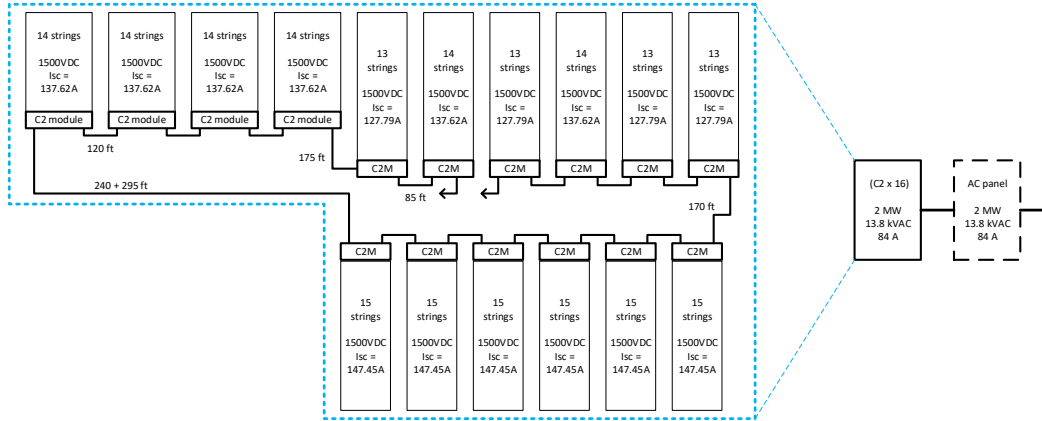 14 strings
1500VDC
Isc =
137.62A
C2 module
14 strings
1500VDC
Isc =
137.62A
C2 module
14 strings
1500VDC
Isc =
137.62A
C2 module
14 strings
1500VDC
Isc =
137.62A
C2 module
13
strings
1500VDC
Isc =
127.79A
C2M
14
strings
1500VDC
Isc =
137.62A
C2M
13
strings
1500VDC
Isc =
127.79A
C2M
14
strings
1500VDC
Isc =
137.62A
C2M
13
strings
1500VDC
Isc =
127.79A
C2M
13
strings
1500VDC
Isc =
127.79A
C2M
120 ft
175 ft
240 + 295 ft
85 ft
170 ft
C2M
15
strings
1500VDC
Isc =
147.45A
C2M
15
strings
1500VDC
Isc =
147.45A
C2M
15
strings
1500VDC
Isc =
147.45A
C2M
15
strings
1500VDC
Isc =
147.45A
C2M
15
strings
1500VDC
Isc =
147.45A
C2M
15
strings
1500VDC
Isc =
147.45A
(C2 x 16)
2 MW
13.8 kVAC
84 A
AC panel
2 MW
13.8 kVAC
84 A